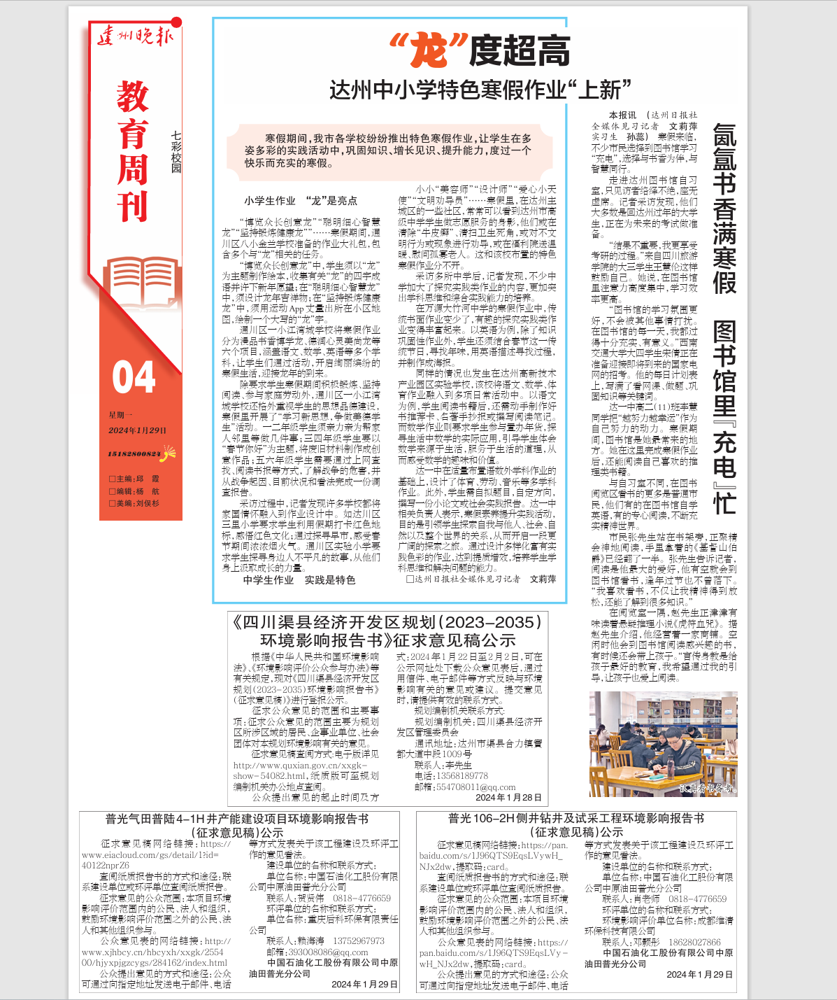 达州晚报
教育周刊
七彩校园
04
星期一
2024年1月29日
15182800824
□主编:邱　霞
□编辑:杨　航
□美编:刘俣杉
“龙”度超高
达州中小学特色寒假作业“上新”
寒假期间,我市各学校纷纷推出特色寒假作业,让学生在多
姿多彩的实践活动中,巩固知识、增长见识、提升能力,度过一个
快乐而充实的寒假。
小学生作业　“龙”是亮点
“博览众长创意龙”“聪明细心智慧
龙”“坚持锻炼健康龙””……寒假期间,通
川区八小金兰学校准备的作业大礼包,包
含多个与“龙”相关的任务。
“博览众长创意龙”中,学生须以“龙”
为主题制作绘本,收集有关“龙”的四字成
语并许下新年愿望;在“聪明细心智慧龙”
中,须设计龙年吉祥物;在“坚持锻炼健康
龙”中,须用运动App丈量出所在小区地
图,绘制一个大写的“龙”字。
通川区一小江湾城学校将寒假作业
分为漫品书香博学龙、德润心灵美尚龙等
六个项目,涵盖语文、数学、英语等多个学
科,让学生们通过活动,开启绚丽缤纷的
寒假生活,迎接龙年的到来。
除要求学生寒假期间积极锻炼、坚持
阅读、参与家庭劳动外,通川区一小江湾
城学校还格外重视学生的思想品德建设,
寒假里开展了“学习新思想,争做美德学
生”活动。一二年级学生须亲力亲为帮家
人邻里等做几件事;三四年级学生要以
“春节你好”为主题,将废旧材料制作成创
意作品;五六年级学生需要通过上网查
找、阅读书报等方式,了解战争的危害,并
从战争起因、目前状况和看法完成一份调
查报告。
采访过程中,记者发现许多学校都将
家国情怀融入到作业设计中。如达川区
三里小学要求学生利用假期打卡红色地
标,感悟红色文化;通过探寻早市,感受春
节期间浓浓烟火气。通川区实验小学要
求学生探寻身边人不平凡的故事,从他们
身上汲取成长的力量。
中学生作业　实践是特色
小小“美容师”“设计师”“爱心小天
使”“文明劝导员”……寒假里,在达州主
城区的一些社区,常常可以看到达州市高
级中学学生做志愿服务的身影,他们或在
清除“牛皮癣”、清扫卫生死角,或对不文
明行为或现象进行劝导,或在福利院送温
暖、慰问孤寡老人。这和该校布置的特色
寒假作业分不开。
采访多所中学后,记者发现,不少中
学加大了探究实践类作业的内容,更加突
出学科思维和综合实践能力的培养。
在万源大竹河中学的寒假作业中,传
统书面作业变少了,有趣的探究实践类作
业变得丰富起来。以英语为例,除了知识
巩固性作业外,学生还须结合春节这一传
统节日,寻找年味,用英语描述寻找过程,
并制作成海报。
同样的情况也发生在达州高新技术
产业园区实验学校,该校将语文、数学、体
育作业融入到多项日常活动中。以语文
为例,学生阅读书籍后,还需动手制作好
书推荐卡、名著手抄报或撰写阅读笔记。
而数学作业则要求学生参与置办年货,探
寻生活中数学的实际应用,引导学生体会
数学来源于生活,服务于生活的道理,从
而感受数学的趣味和价值。
达一中在适量布置语数外学科作业的
基础上,设计了体育、劳动、音乐等多学科
作业。此外,学生需自拟题目,自定方向,
撰写一份小论文或社会实践报告。达一中
相关负责人表示,寒假素养提升实践活动,
目的是引领学生探索自我与他人、社会、自
然以及整个世界的关系,从而开启一段更
广阔的探索之旅。通过设计多样化富有实
践色彩的作业,达到提质增效,培养学生学
科思维和解决问题的能力。
□达州日报社全媒体见习记者　文莉萍
氤氲书香满寒假　图书馆里『充电』忙
本报讯　(达州日报社
全媒体见习记者　文莉萍
实习生　孙蕊)　寒假来临,
不少市民选择到图书馆学习
“充电”,选择与书香为伴,与
智慧同行。
走进达州图书馆自习
室,只见访者络绎不绝,座无
虚席。记者采访发现,他们
大多数是回达州过年的大学
生,正在为未来的考试做准
备。
“结果不重要,我更享受
考研的过程。”来自四川旅游
学院的大三学生王慧伦这样
鼓励自己。她说,在图书馆
里注意力高度集中,学习效
率更高。
“图书馆的学习氛围更
好,不会被其他事情打扰。
在图书馆的每一天,我都过
得十分充实、有意义。”西南
交通大学大四学生宋倩正在
准备迎接即将到来的国家电
网的招考。他的每日计划表
上,写满了看网课、做题、巩
固知识等关键词。
达一中高二(11)班李慧
同学把“越努力越幸运”作为
自己努力的动力。寒假期
间,图书馆是她最常来的地
方。她在这里完成寒假作业
后,还能阅读自己喜欢的推
理类书籍。
与自习室不同,在图书
阅览区看书的更多是普通市
民,他们有的在图书馆自学
英语,有的专心阅读,不断充
实精神世界。
市民张先生站在书架旁,正聚精
会神地阅读,手里拿着的《基督山伯
爵》已经翻了一半。张先生告诉记者,
阅读是他最大的爱好,他有空就会到
图书馆看书,逢年过节也不曾落下。
“我喜欢看书,不仅让我精神得到放
松,还能了解到很多知识。”
在阅览室一隅,赵先生正津津有
味读着悬疑推理小说《虎符血咒》。据
赵先生介绍,他经营着一家商铺。空
闲时他会到图书馆阅读感兴趣的书,
有时候还会带上孩子。“言传身教是给
孩子最好的教育,我希望通过我的引
导,让孩子也爱上阅读。
认真看书备考。
《四川渠县经济开发区规划(2023-2035)
环境影响报告书》征求意见稿公示
根据《中华人民共和国环境影响
法》、《环境影响评价公众参与办法》等
有关规定,现对《四川渠县经济开发区
规划(2023-2035)环境影响报告书》
(征求意见稿)》进行登报公示。
征求公众意见的范围和主要事
项:征求公众意见的范围主要为规划
区所涉区域的居民、企事业单位、社会
团体对本规划环境影响有关的意见。
征求意见稿查阅方式:电子版详见
http://www.quxian.gov.cn/xxgk-
show-54082.html,纸质版可至规划
编制机关办公地点查阅。
公众提出意见的起止时间及方
式:2024年1月22日至2月2日,可在
公示网址处下载公众意见表后,通过
用信件、电子邮件等方式反映与环境
影响有关的意见或建议。提交意见
时,请提供有效的联系方式。
规划编制机关联系方式:
规划编制机关:四川渠县经济开
发区管理委员会
通讯地址:达州市渠县合力镇賨
都大道中段1009号
联系人:李先生
电话:13568189778
邮箱:554708011@qq.com
2024年1月28日
普光气田普陆4-1H井产能建设项目环境影响报告书
(征求意见稿)公示
征求意见稿网络链接:https://
www.eiacloud.com/gs/detail/1?id=
40122nprZ6
查阅纸质报告书的方式和途径:联
系建设单位或环评单位查阅纸质报告。
征求意见的公众范围:本项目环境
影响评价范围内的公民、法人和组织,
鼓励环境影响评价范围之外的公民、法
人和其他组织参与。
公众意见表的网络链接:http://
www.xjhbcy.cn/hbcyxh/xxgk/2554
00/hjyxpjgzcygs/284162/index.html
公众提出意见的方式和途径:公众
可通过向指定地址发送电子邮件、电话
等方式发表关于该工程建设及环评工
作的意见看法。
建设单位的名称和联系方式:
单位名称:中国石油化工股份有限
公司中原油田普光分公司
联系人:贺贤伟　0818-4776659
环评单位的名称和联系方式:
单位名称:重庆后科环保有限责任
公司
联系人:赖海涛　13752967973
邮箱:393008086@qq.com
中国石油化工股份有限公司中原
油田普光分公司
2024年1月29日
普光106-2H侧井钻井及试采工程环境影响报告书
(征求意见稿)公示
征求意见稿网络链接:https://pan.
baidu.com/s/1J96QTS9EqsLVywH_
NJx2dw,提取码:card。
查阅纸质报告书的方式和途径:联
系建设单位或环评单位查阅纸质报告。
征求意见的公众范围:本项目环境
影响评价范围内的公民、法人和组织,
鼓励环境影响评价范围之外的公民、法
人和其他组织参与。
公众意见表的网络链接:https://
pan.baidu.com/s/1J96QTS9EqsLVy-
wH_NJx2dw,提取码:card。
公众提出意见的方式和途径:公众
可通过向指定地址发送电子邮件、电话
等方式发表关于该工程建设及环评工
作的意见看法。
建设单位的名称和联系方式:
单位名称:中国石油化工股份有限
公司中原油田普光分公司
联系人:肖老师　0818-4776659
环评单位的名称和联系方式:
环境影响评价单位名称:成都维清
环保科技有限公司
联系人:邓颖彤　18628027866
中国石油化工股份有限公司中原
油田普光分公司
2024年1月29日